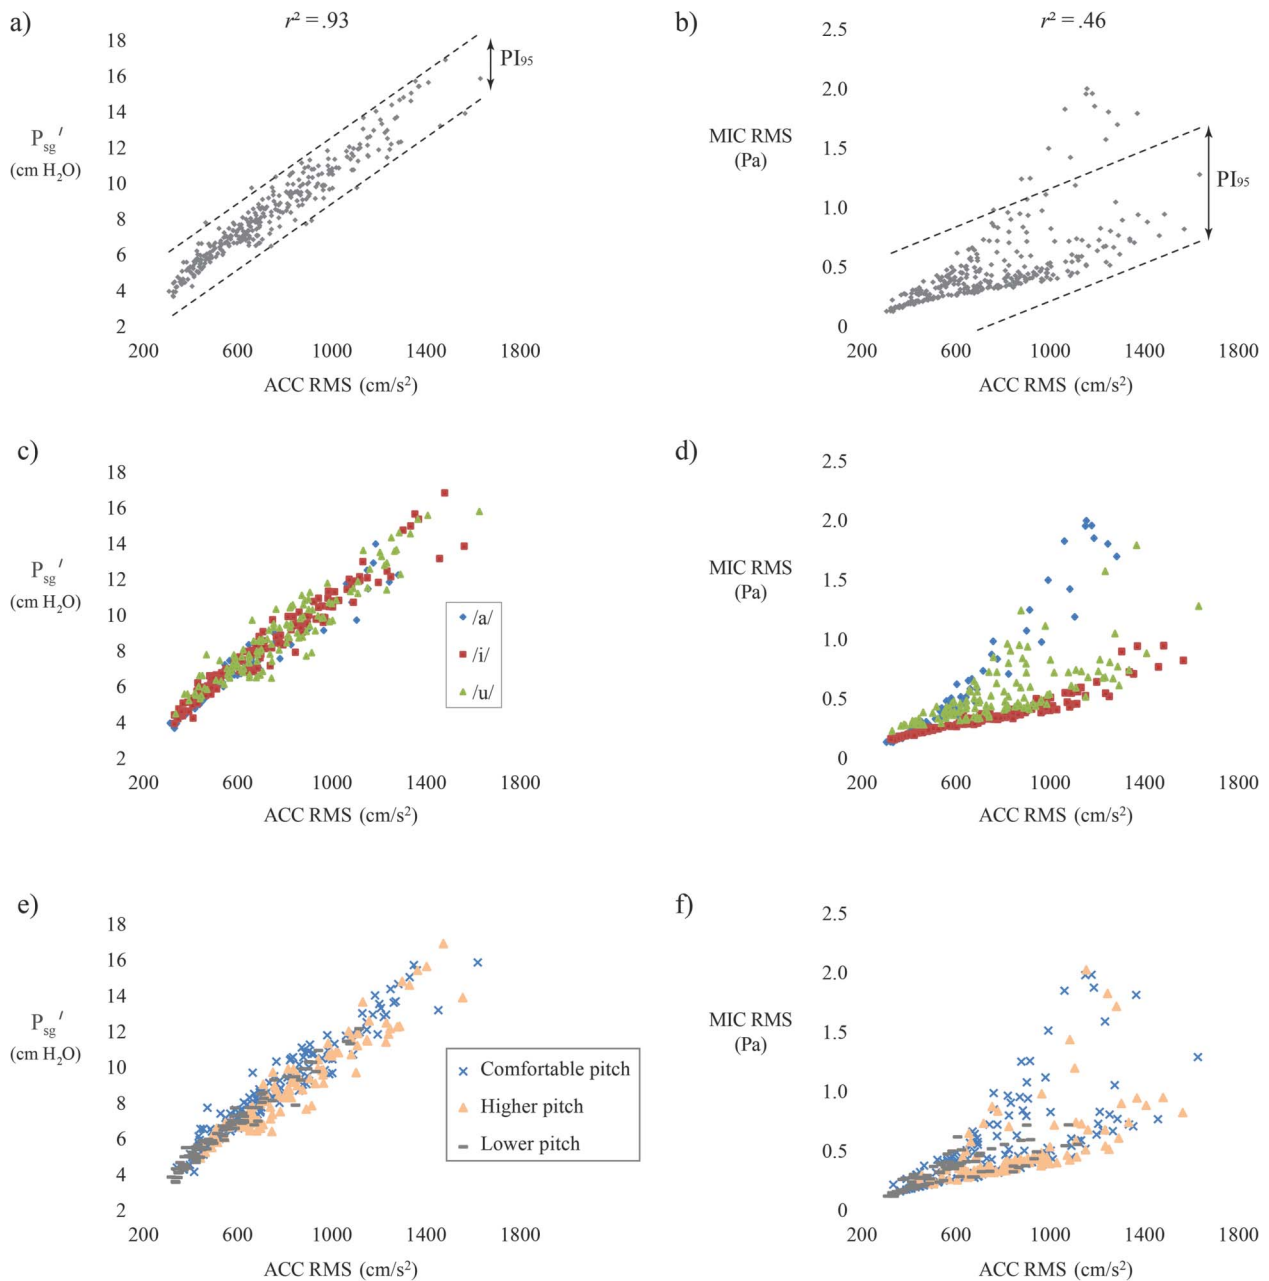 a)
r² = .93
18
16
14
12
10
8
6
4
2
P_sg′
(cm H₂O)
PI₉₅
200 600 1000 1400 1800
ACC RMS (cm/s²)
b)
r² = .46
2.5
2.0
1.5
1.0
0.5
0
MIC RMS
(Pa)
PI₉₅
200 600 1000 1400 1800
ACC RMS (cm/s²)
c)
18
16
14
12
10
8
6
4
2
P_sg′
(cm H₂O)
/a/
/i/
/u/
200 600 1000 1400 1800
ACC RMS (cm/s²)
d)
2.5
2.0
1.5
1.0
0.5
0
MIC RMS
(Pa)
200 600 1000 1400 1800
ACC RMS (cm/s²)
e)
18
16
14
12
10
8
6
4
2
P_sg′
(cm H₂O)
Comfortable pitch
Higher pitch
Lower pitch
200 600 1000 1400 1800
ACC RMS (cm/s²)
f)
2.5
2.0
1.5
1.0
0.5
0
MIC RMS
(Pa)
200 600 1000 1400 1800
ACC RMS (cm/s²)